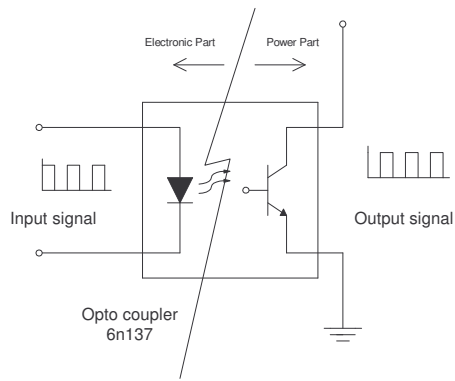 Electronic Part
Power Part
Input signal
Output signal
Opto coupler
6n137